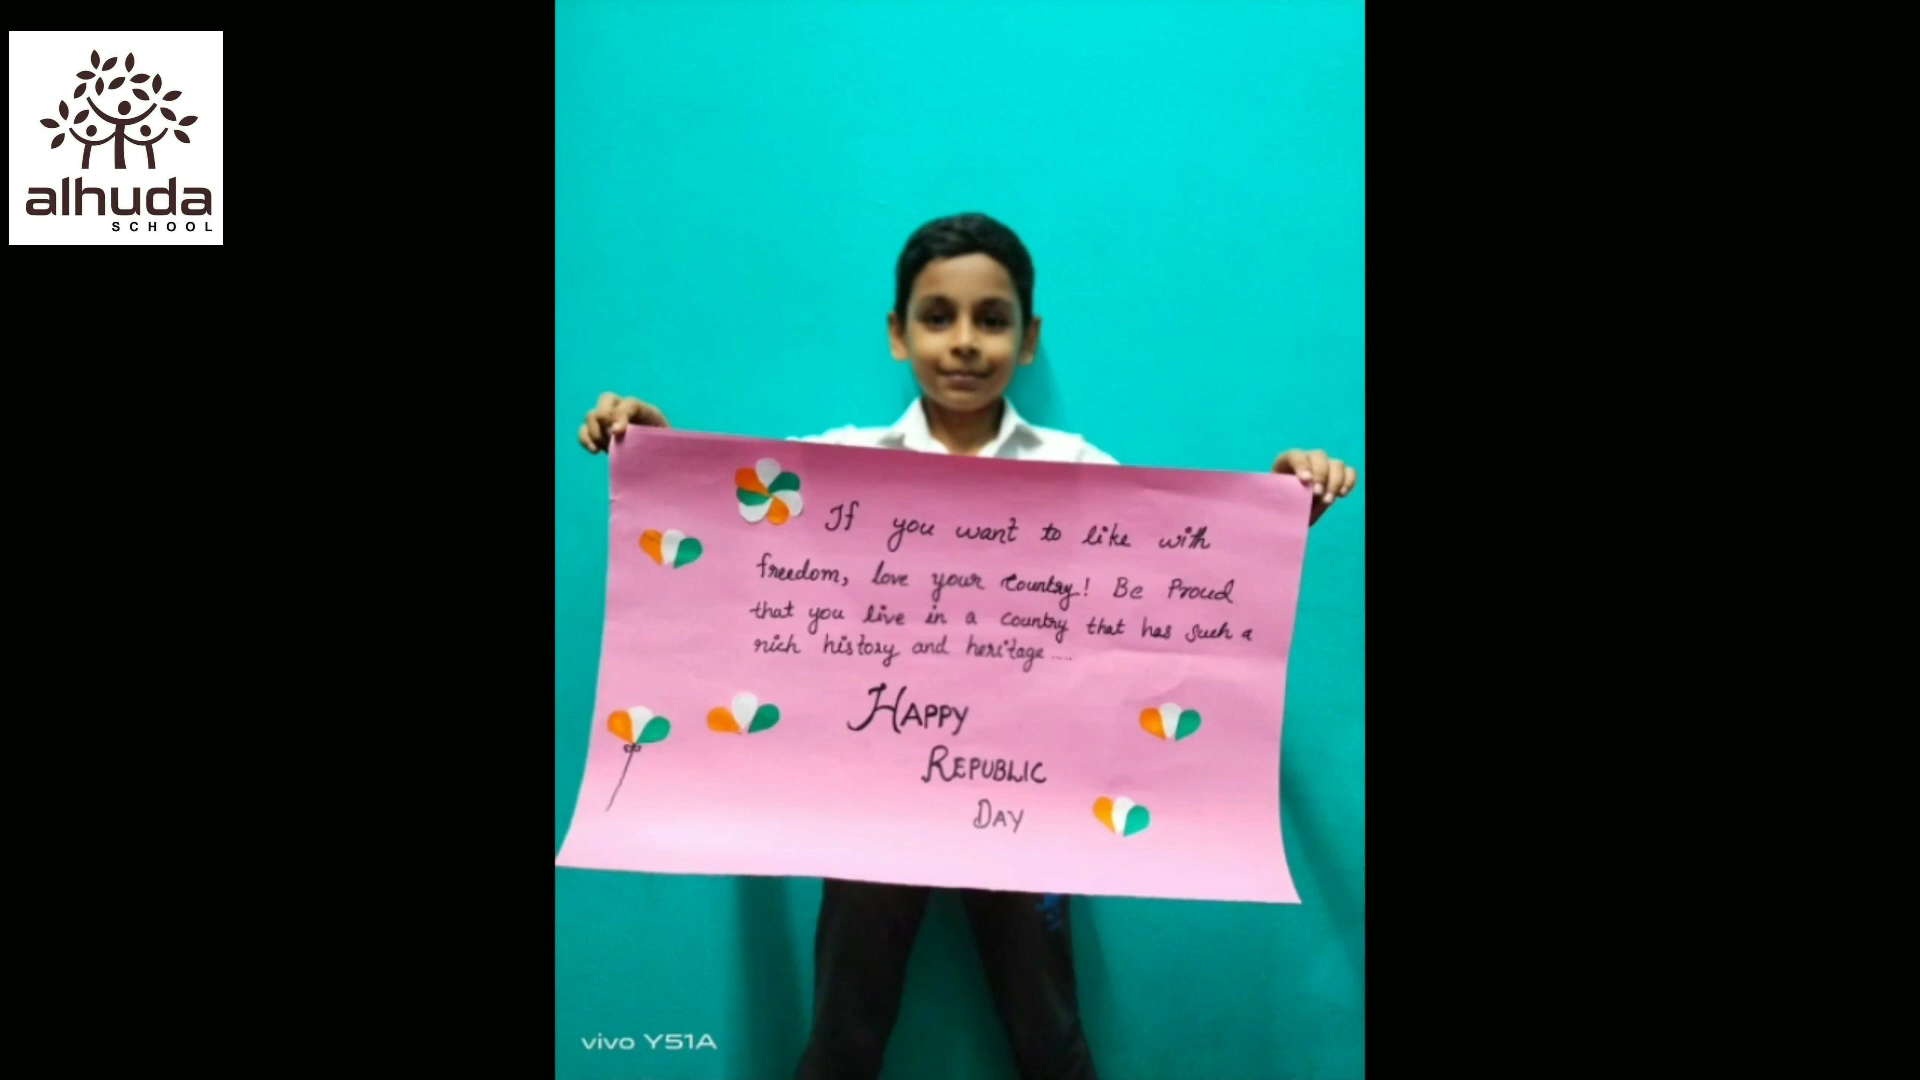 alhuda
SCHOOL
If you want to like with
freedom, love your country! Be Proud
that you live in a country that has such a
rich history and heritage.....
HAPPY
REPUBLIC
DAY
vivo Y51A